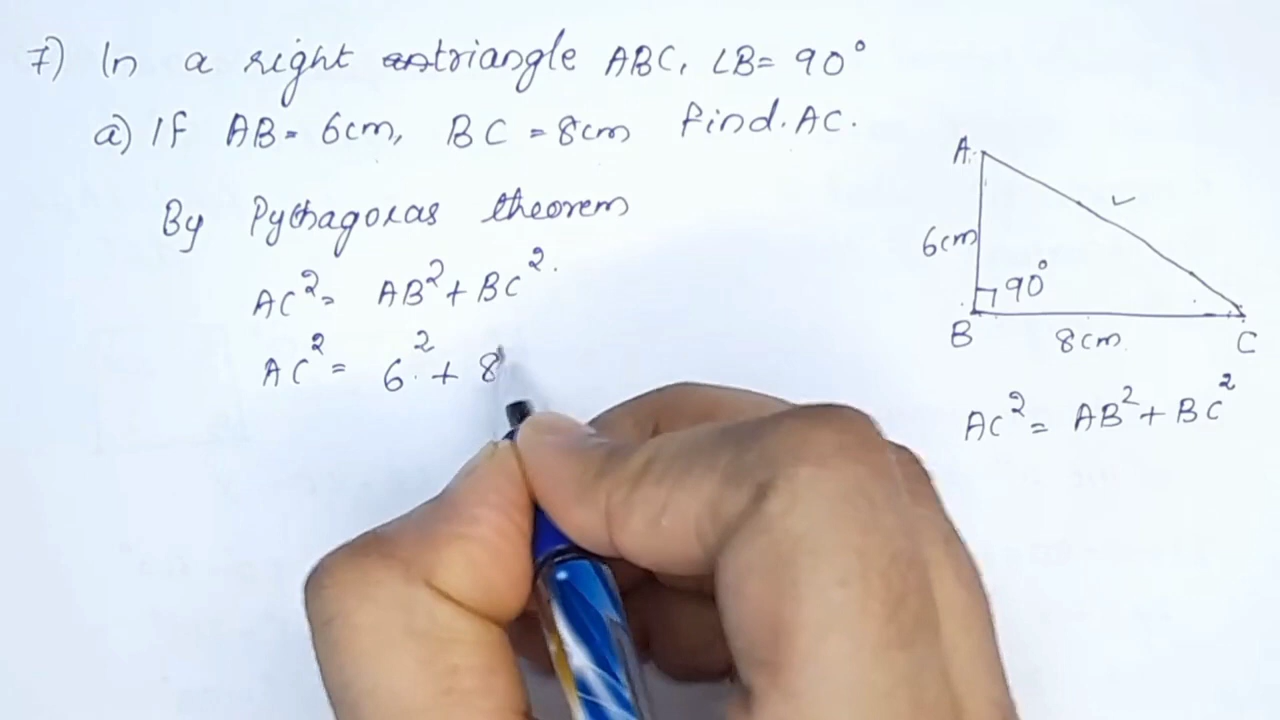 7) In a right triangle ABC, ∠B= 90°
a) If AB= 6cm, BC = 8cm find. AC.
By Pythagoras theorem
AC²= AB²+ BC².
AC² = 6² + 8
A
6cm
90°
B
8cm
C
AC² = AB² + BC²